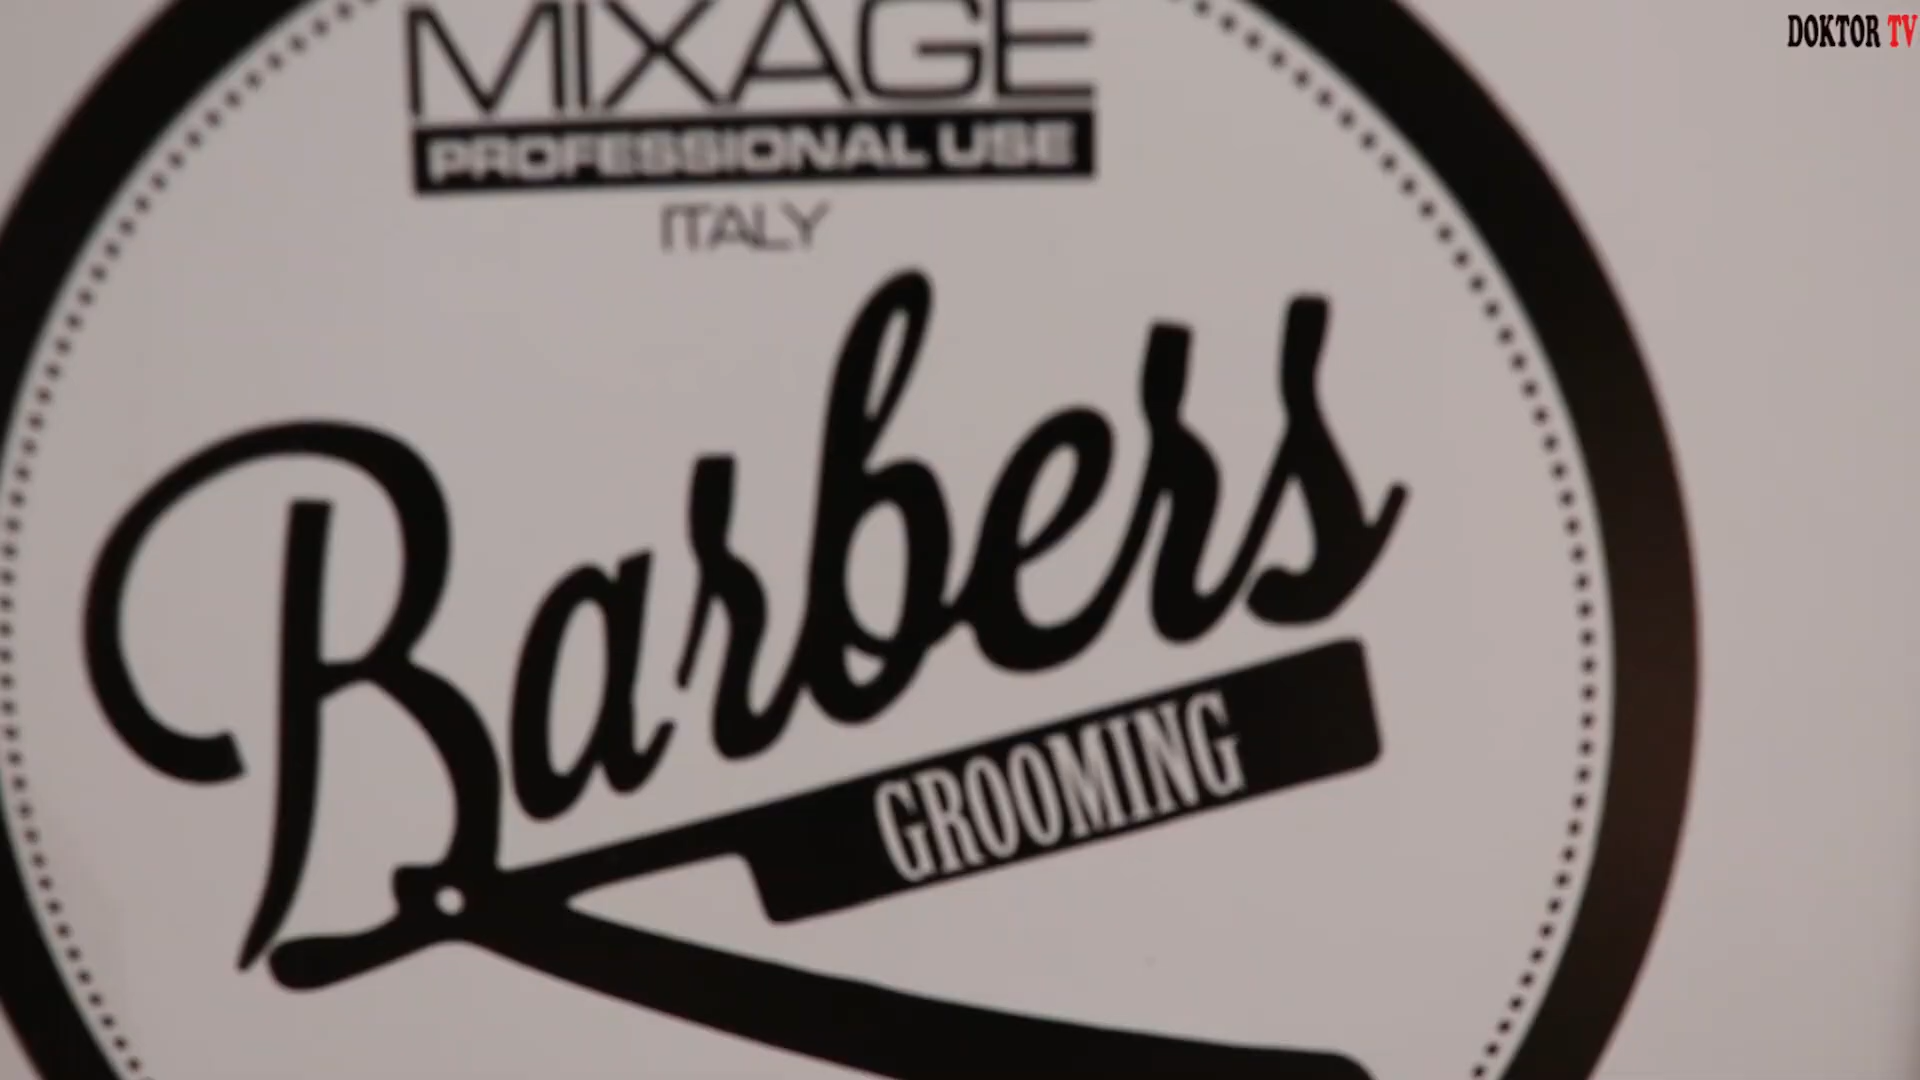 DOKTOR TV
MIXAGE
PROFESSIONAL USE
ITALY
Barbers
GROOMING